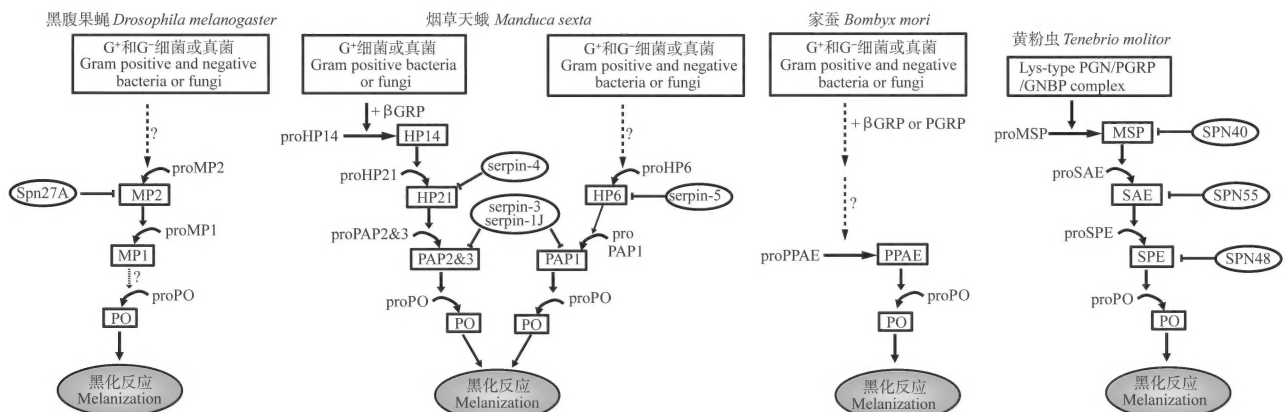 黑腹果蝇 Drosophila melanogaster
G⁺和G⁻细菌或真菌
Gram positive and negative
bacteria or fungi
?
proMP2
Spn27A
MP2
proMP1
MP1
?
proPO
PO
黑化反应
Melanization
烟草天蛾 Manduca sexta
G⁺细菌或真菌
Gram positive bacteria
or fungi
+ βGRP
proHP14
HP14
proHP21
serpin-4
HP21
serpin-3
serpin-1J
proPAP2&3
PAP2&3
proPO
PO
G⁺和G⁻细菌或真菌
Gram positive and negative
bacteria or fungi
?
proHP6
HP6
serpin-5
pro
PAP1
PAP1
proPO
PO
黑化反应
Melanization
家蚕 Bombyx mori
G⁺和G⁻细菌或真菌
Gram positive and negative
bacteria or fungi
+ βGRP or PGRP
?
proPPAE
PPAE
proPO
PO
黑化反应
Melanization
黄粉虫 Tenebrio molitor
Lys-type PGN/PGRP
/GNBP complex
proMSP
MSP
SPN40
proSAE
SAE
SPN55
proSPE
SPE
SPN48
proPO
PO
黑化反应
Melanization